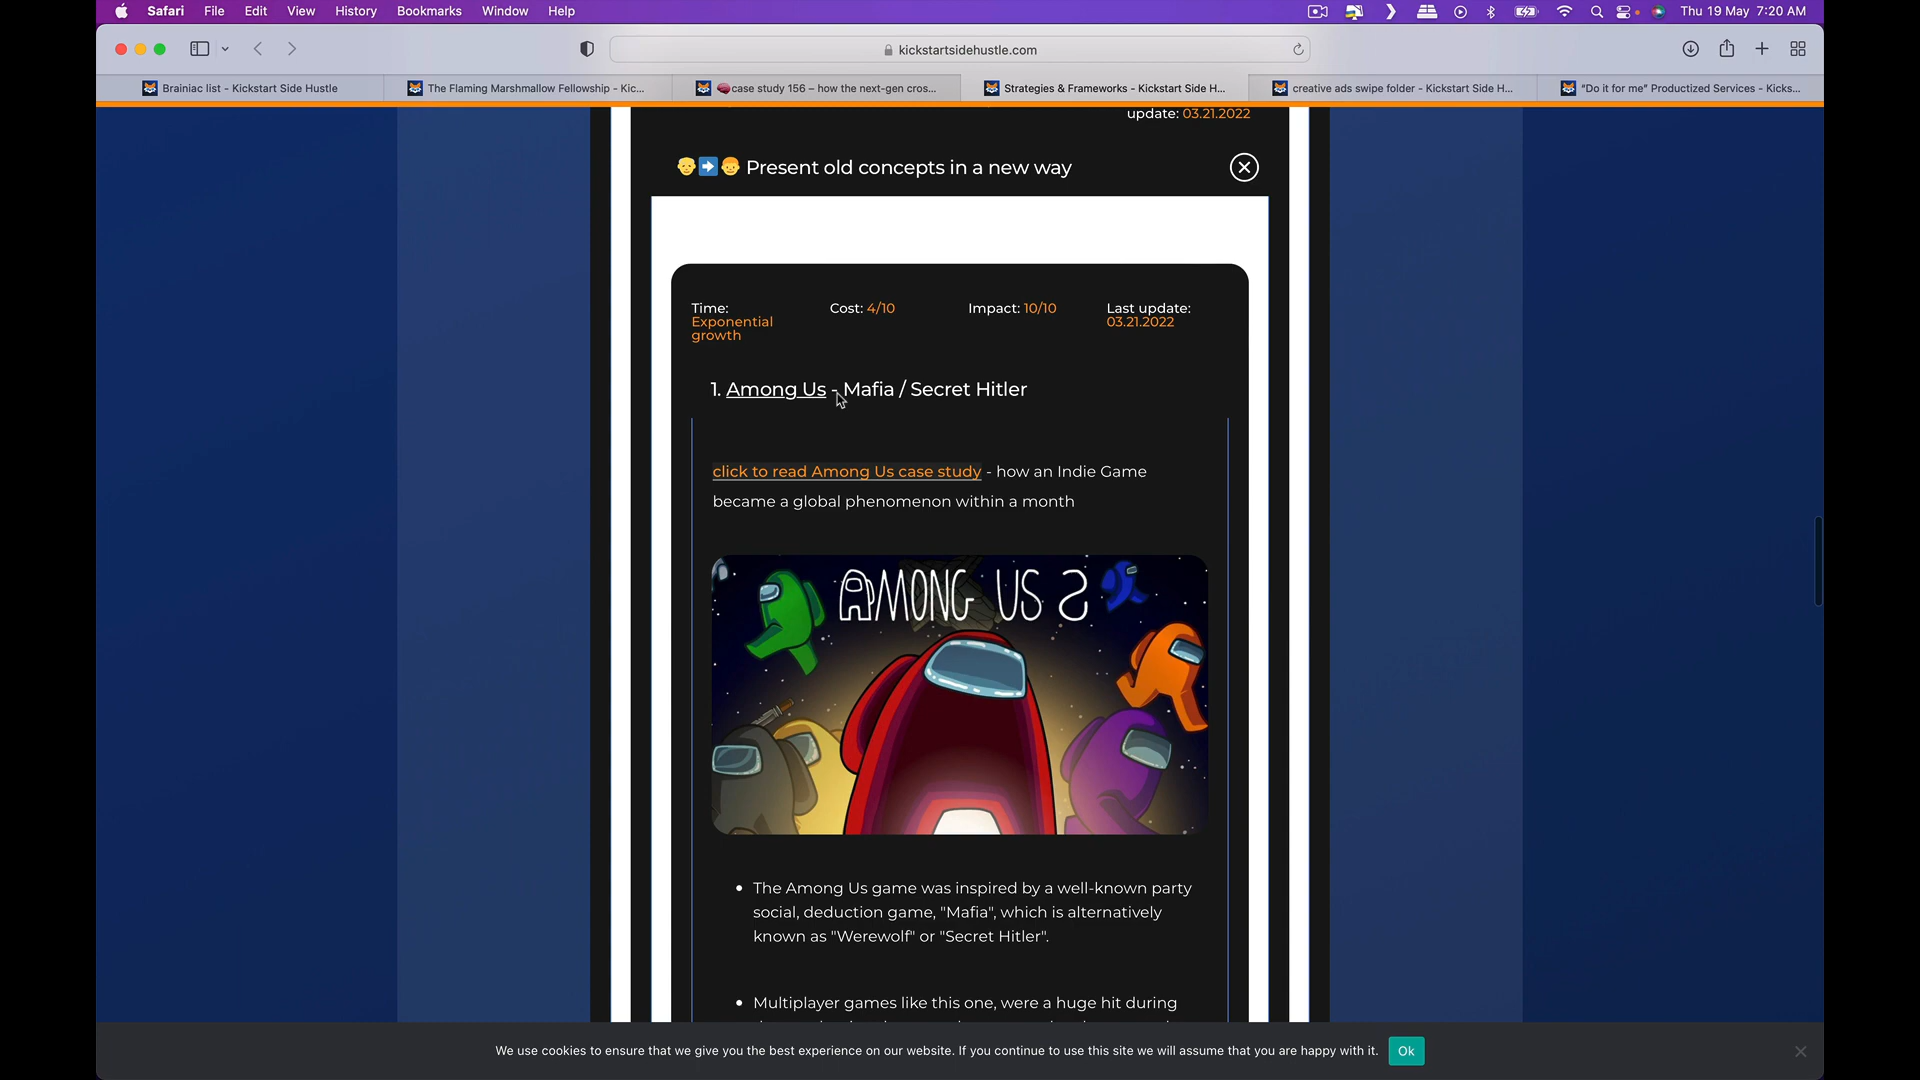 Safari File Edit View History Bookmarks Window Help Thu 19 May 7:20 AM
kickstartsidehustle.com
Brainiac list - Kickstart Side Hustle
The Flaming Marshmallow Fellowship - Kic...
case study 156 – how the next-gen cros...
Strategies & Frameworks - Kickstart Side H...
creative ads swipe folder - Kickstart Side H...
"Do it for me" Productized Services - Kicks...
update: 03.21.2022
Present old concepts in a new way
Time: Exponential growth
Cost: 4/10
Impact: 10/10
Last update: 03.21.2022
1. Among Us - Mafia / Secret Hitler
click to read Among Us case study - how an Indie Game
became a global phenomenon within a month
AMONG US 2
• The Among Us game was inspired by a well-known party
social, deduction game, "Mafia", which is alternatively
known as "Werewolf" or "Secret Hitler".
• Multiplayer games like this one, were a huge hit during
We use cookies to ensure that we give you the best experience on our website. If you continue to use this site we will assume that you are happy with it. Ok